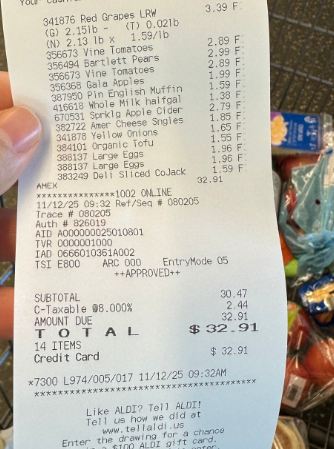 Your cashier
3.39 F
341876 Red Grapes LRW
(G) 2.15lb - (T) 0.02lb
(N) 2.13 lb x 1.59/lb
356673 Vine Tomatoes 2.89 F
356494 Bartlett Pears 2.89 F
356673 Vine Tomatoes 2.99 F
356368 Gala Apples 1.99 F
387950 Pln English Muffin 1.59 F
416618 Whole Milk halfgal 1.38 F
670531 Sprklg Apple Cider 2.79 F
382722 Amer Cheese Sngles 1.85 F
341878 Yellow Onions 1.65 F
384101 Organic Tofu 1.55 F
388137 Large Eggs 1.96 F
388137 Large Eggs 1.96 F
383249 Deli Sliced CoJack 1.59 F
AMEX 32.91
***************1002 ONLINE
11/12/25 09:32 Ref/Seq # 080205
Trace # 080205
Auth # 826019
AID A000000025010801
TVR 0000001000
IAD 0666010361A002
TSI E800 ARC 000 EntryMode 05
++APPROVED++
SUBTOTAL 30.47
C-Taxable @8.000% 2.44
AMOUNT DUE 32.91
TOTAL $32.91
14 ITEMS
Credit Card $ 32.91
*7300 L974/005/017 11/12/25 09:32AM
Like ALDI? Tell ALDI!
Tell us how we did at
www.tellaldi.us
Enter the drawing for a chance
$100 ALDI gift card.